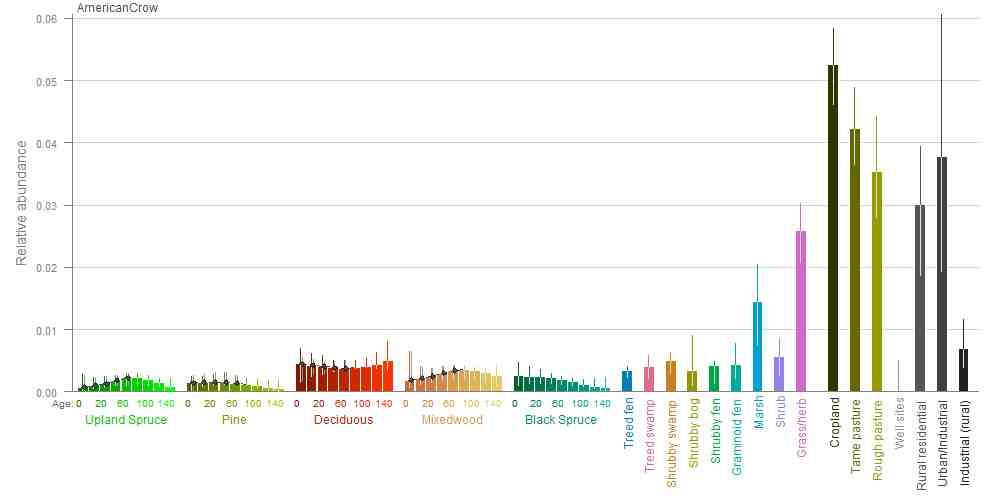 AmericanCrow
0.06
0.05
0.04
0.03
0.02
0.01
0.00
Relative abundance
Age: 0 20 60 100 140 0 20 60 100 140 0 20 60 100 140 0 20 60 100 140 0 20 60 100 140
Upland Spruce Pine Deciduous Mixedwood Black Spruce
Treed fen
Treed swamp
Shrubby swamp
Shrubby bog
Shrubby fen
Graminoid fen
Marsh
Shrub
Grass/herb
Cropland
Tame pasture
Rough pasture
Well sites
Rural residential
Urban/Industrial
Industrial (rural)